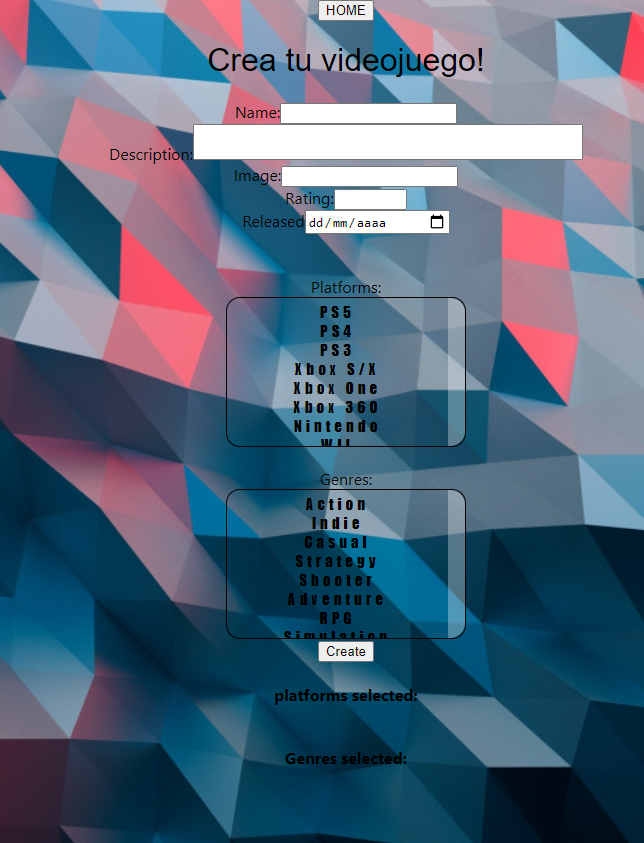 HOME
Crea tu videojuego!
Name:
Description:
Image:
Rating:
Released dd/mm/aaaa
Platforms:
PS5
PS4
PS3
Xbox S/X
Xbox One
Xbox 360
Nintendo
WII
Genres:
Action
Indie
Casual
Strategy
Shooter
Adventure
RPG
Simulation
Create
platforms selected:
Genres selected: